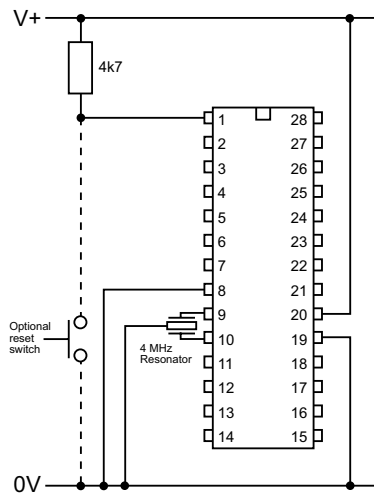 V+
4k7
1 28
2 27
3 26
4 25
5 24
6 23
7 22
8 21
9 20
10 19
11 18
12 17
13 16
14 15
Optional
reset
switch
4 MHz
Resonator
0V